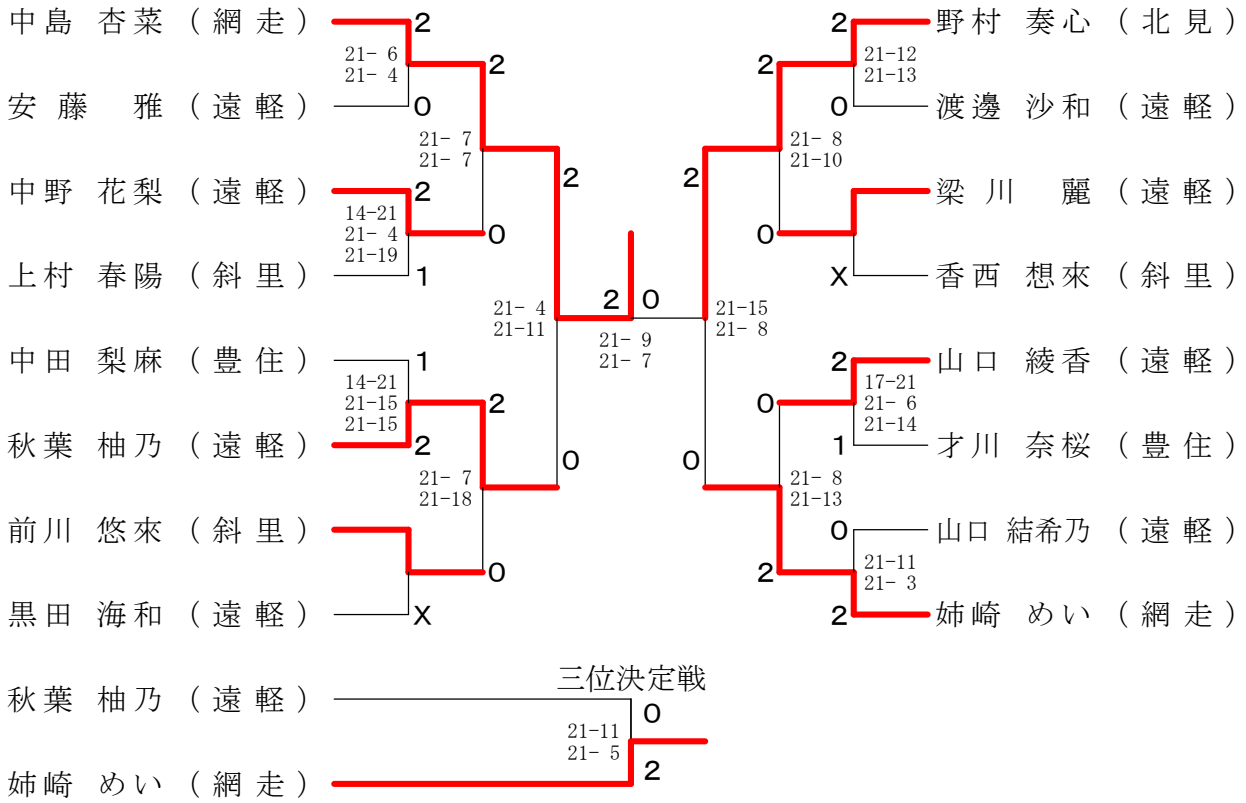 中島 杏菜 (網走) 2
21- 6
21- 4
2
安藤 雅 (遠軽) 0
21- 7
21- 7
2
中野 花梨 (遠軽) 2
14-21
21- 4
21-19
0
上村 春陽 (斜里) 1
21- 4
21-11
2
中田 梨麻 (豊住) 1
14-21
21-15
21-15
2
秋葉 柚乃 (遠軽) 2
21- 7
21-18
0
前川 悠來 (斜里)
0
黒田 海和 (遠軽) X
2 0
21- 9
21- 7
2 野村 奏心 (北見)
21-12
21-13
2
0 渡邊 沙和 (遠軽)
21- 8
21-10
2
梁川 麗 (遠軽)
0
X 香西 想來 (斜里)
21-15
21- 8
2 山口 綾香 (遠軽)
17-21
21- 6
21-14
0
1 才川 奈桜 (豊住)
21- 8
21-13
0
0 山口 結希乃 (遠軽)
21-11
21- 3
2
2 姉崎 めい (網走)
三位決定戦
秋葉 柚乃 (遠軽) 0
21-11
21- 5
姉崎 めい (網走) 2